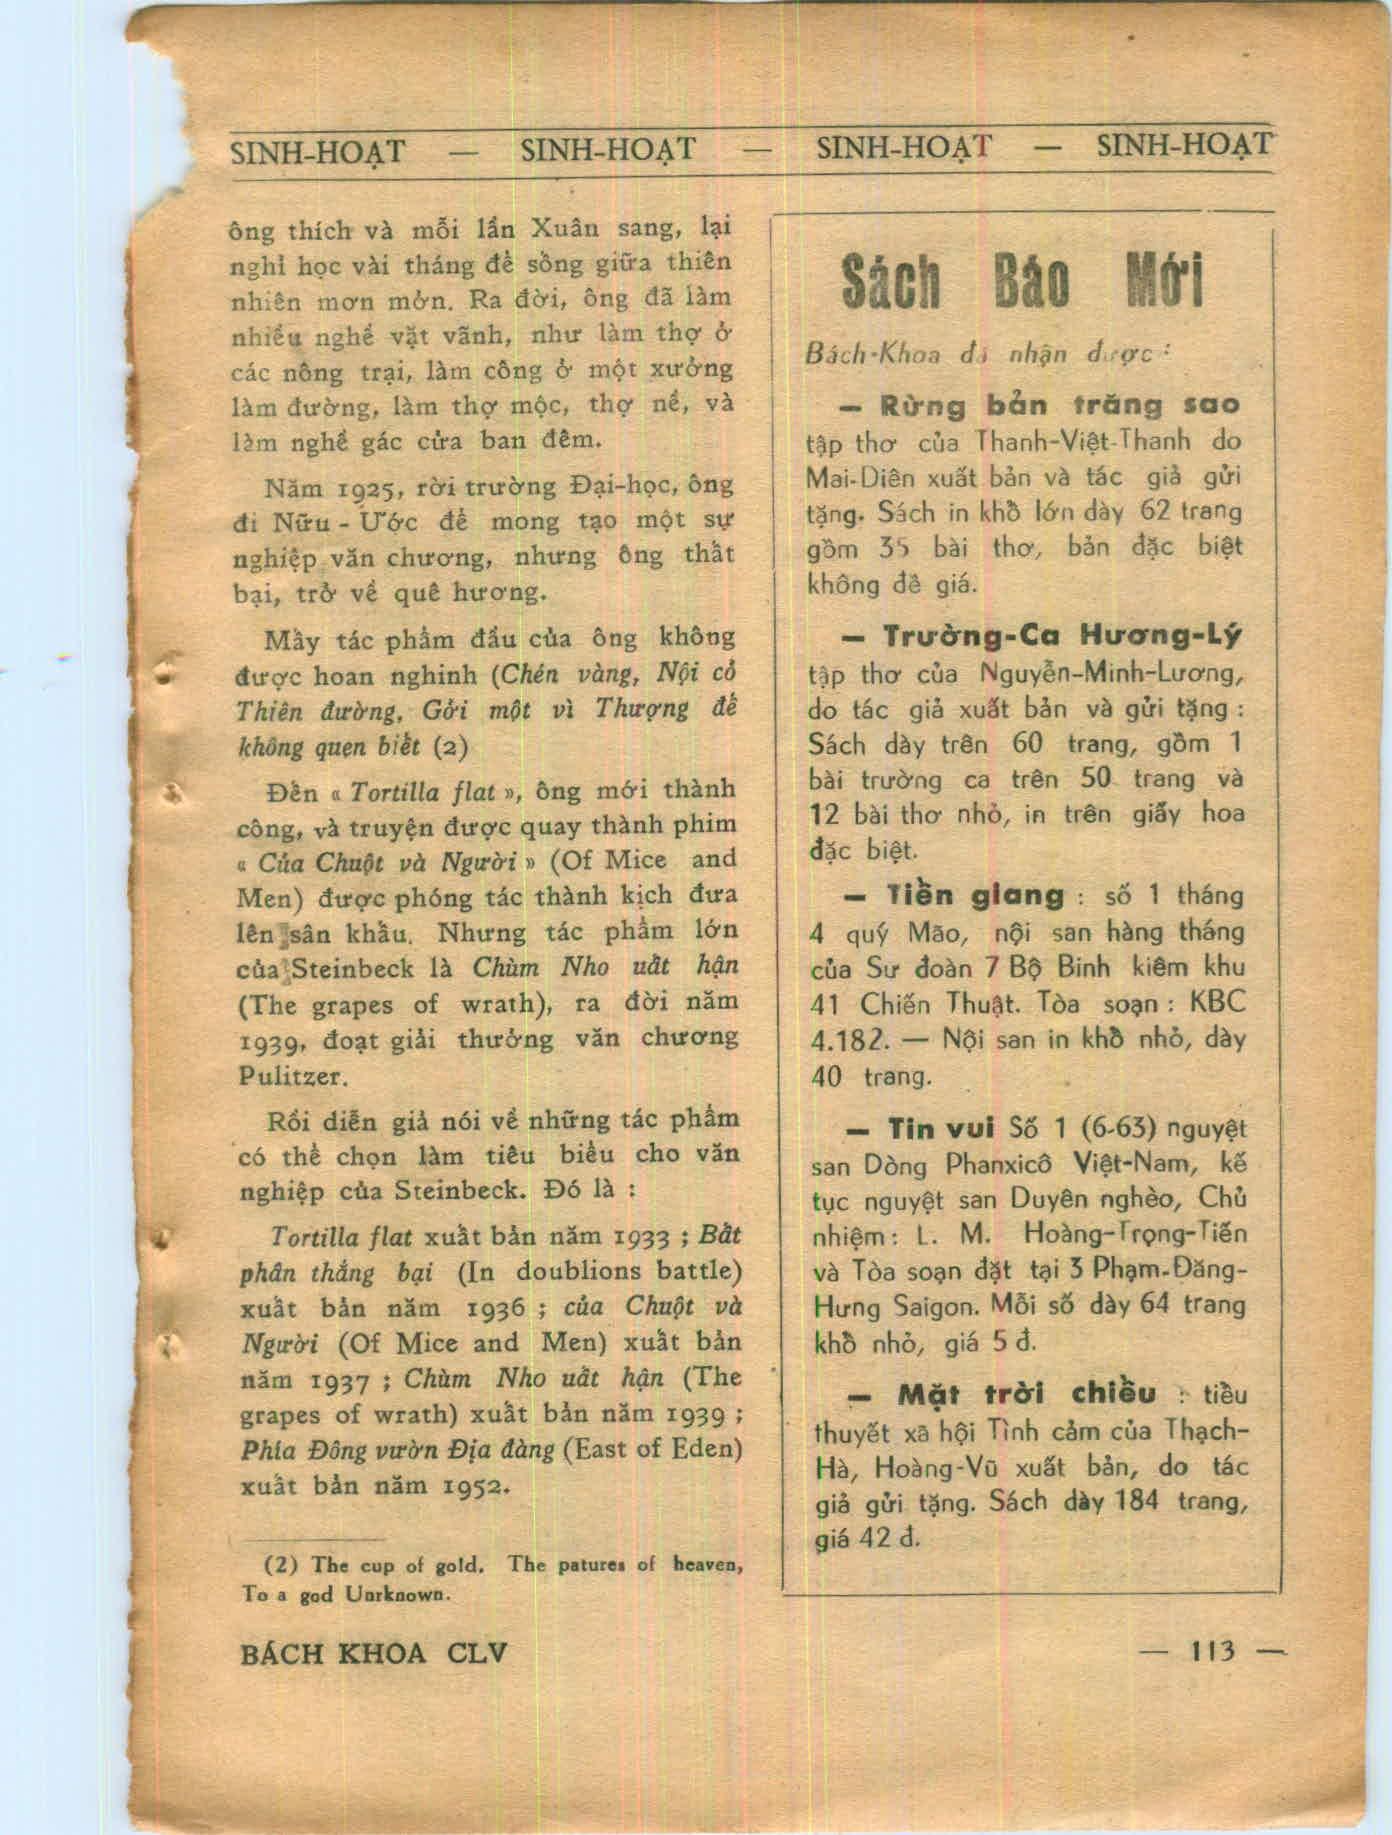 SINH-HOẠT — SINH-HOẠT — SINH-HOẠT — SINH-HOẠT
ông thích và mỗi lần Xuân sang, lại
nghỉ học vài tháng để sống giữa thiên
nhiên mơn mởn. Ra đời, ông đã làm
nhiều nghề vặt vãnh, như làm thợ ở
các nông trại, làm công ở một xưởng
làm đường, làm thợ mộc, thợ nề, và
làm nghề gác cửa ban đêm.
Năm 1925, rời trường Đại-học, ông
đi Nữu - Ước để mong tạo một sự
nghiệp văn chương, nhưng ông thất
bại, trở về quê hương.
Mấy tác phẩm đầu của ông không
được hoan nghinh (Chén vàng, Nội cỏ
Thiên đường, Gởi một vì Thượng đế
không quen biết (2)
Đến « Tortilla flat », ông mới thành
công, và truyện được quay thành phim
« Của Chuột và Người » (Of Mice and
Men) được phóng tác thành kịch đưa
lên sân khấu. Nhưng tác phẩm lớn
của Steinbeck là Chùm Nho uất hận
(The grapes of wrath), ra đời năm
1939, đoạt giải thưởng văn chương
Pulitzer.
Rồi diễn giả nói về những tác phẩm
có thể chọn làm tiêu biểu cho văn
nghiệp của Steinbeck. Đó là :
Tortilla flat xuất bản năm 1933 ; Bất
phân thắng bại (In doublions battle)
xuất bản năm 1936 ; của Chuột và
Người (Of Mice and Men) xuất bản
năm 1937 ; Chùm Nho uất hận (The
grapes of wrath) xuất bản năm 1939 ;
Phía Đông vườn Địa đàng (East of Eden)
xuất bản năm 1952.
(2) The cup of gold. The patures of heaven,
To a god Unrknown.
Sách Báo Mới
Bách-Khoa đã nhận được :
— Rừng bản trăng sao
tập thơ của Thanh-Việt-Thanh do
Mai-Diên xuất bản và tác giả gửi
tặng. Sách in khổ lớn dày 62 trang
gồm 35 bài thơ, bản đặc biệt
không đề giá.
— Trường-Ca Hương-Lý
tập thơ của Nguyễn-Minh-Lương,
do tác giả xuất bản và gửi tặng :
Sách dày trên 60 trang, gồm 1
bài trường ca trên 50 trang và
12 bài thơ nhỏ, in trên giấy hoa
đặc biệt.
— Tiền giang : số 1 tháng
4 quý Mão, nội san hàng tháng
của Sư đoàn 7 Bộ Binh kiêm khu
41 Chiến Thuật. Tòa soạn : KBC
4.182. — Nội san in khổ nhỏ, dày
40 trang.
— Tin vui Số 1 (6-63) nguyệt
san Dòng Phanxicô Việt-Nam, kế
tục nguyệt san Duyên nghèo, Chủ
nhiệm : L. M. Hoàng-Trọng-Tiến
và Tòa soạn đặt tại 3 Phạm-Đăng-
Hưng Saigon. Mỗi số dày 64 trang
khổ nhỏ, giá 5 đ.
— Mặt trời chiều : tiểu
thuyết xã hội Tình cảm của Thạch-
Hà, Hoàng-Vũ xuất bản, do tác
giả gửi tặng. Sách dày 184 trang,
giá 42 đ.
BÁCH KHOA CLV
— 113 —